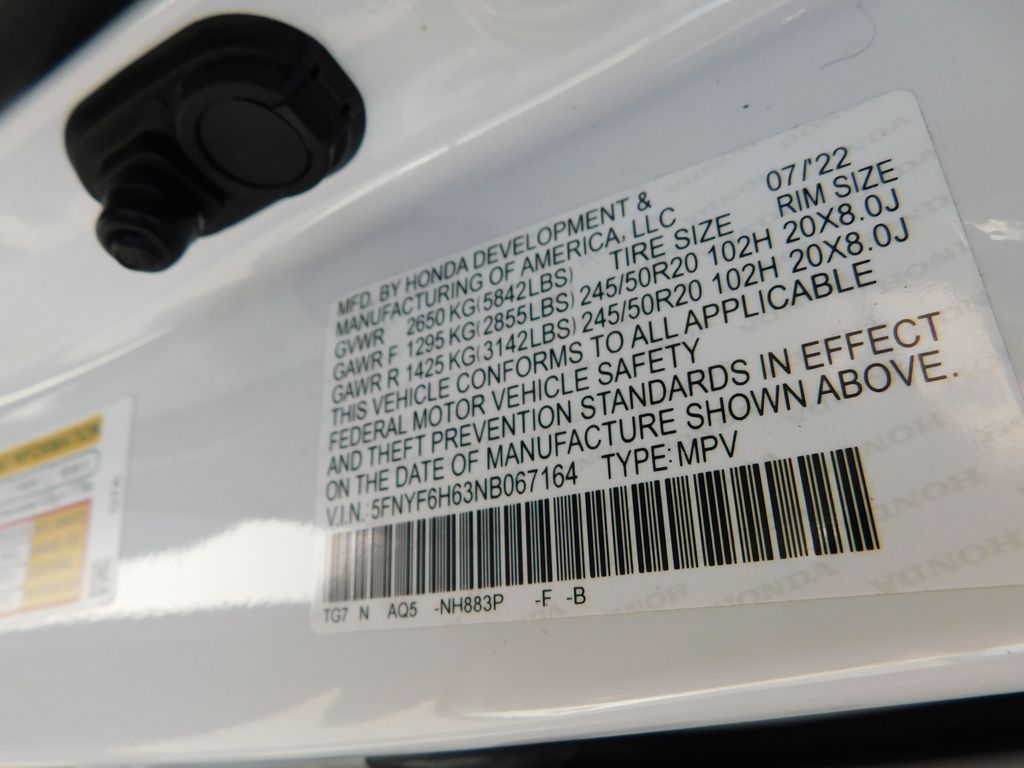 07/'22
MFD. BY HONDA DEVELOPMENT &
MANUFACTURING OF AMERICA, LLC
GVWR 2650 KG(5842LBS) TIRE SIZE RIM SIZE
GAWR F 1295 KG(2855LBS) 245/50R20 102H 20X8.0J
GAWR R 1425 KG(3142LBS) 245/50R20 102H 20X8.0J
THIS VEHICLE CONFORMS TO ALL APPLICABLE
FEDERAL MOTOR VEHICLE SAFETY
AND THEFT PREVENTION STANDARDS IN EFFECT
ON THE DATE OF MANUFACTURE SHOWN ABOVE.
V.I.N.: 5FNYF6H63NB067164 TYPE: MPV
TG7 N AQ5 -NH883P -F -B
HONDA